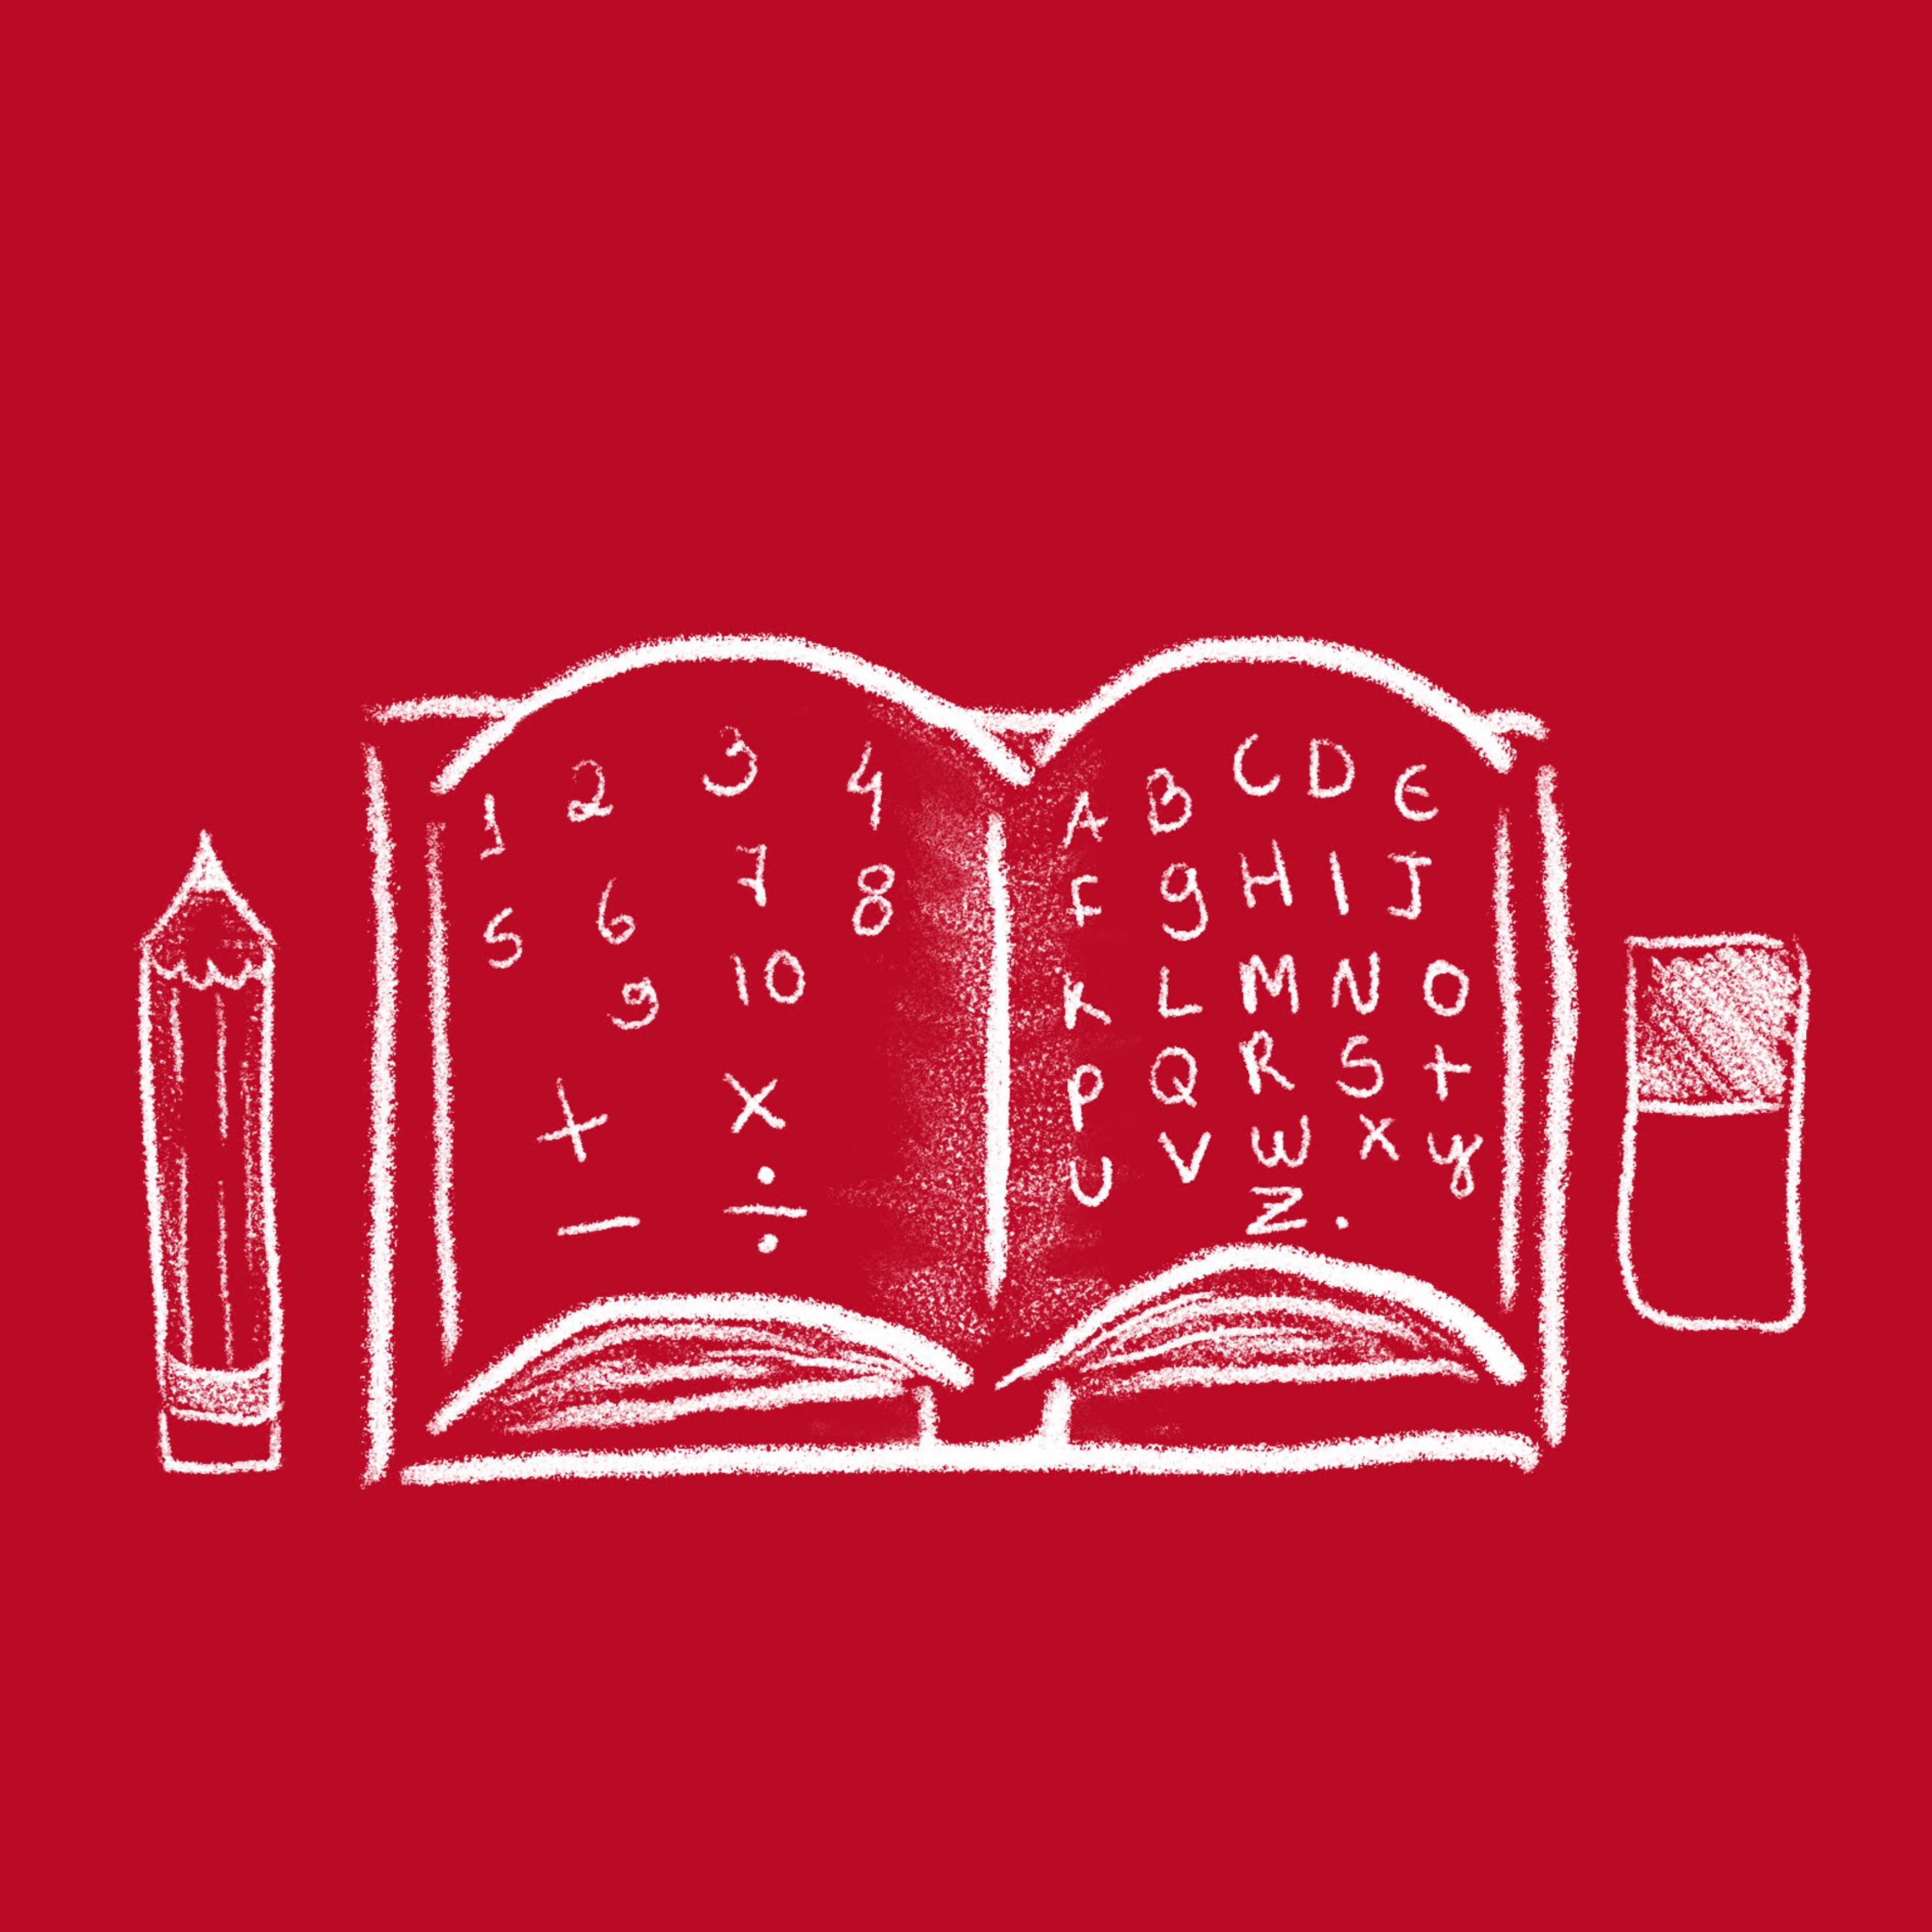 1 2 3 4
5 6 7 8
9 10
+ ×
− ÷
A B C D E
F g H I J
K L M N O
P Q R S t
U V W X y
Z.